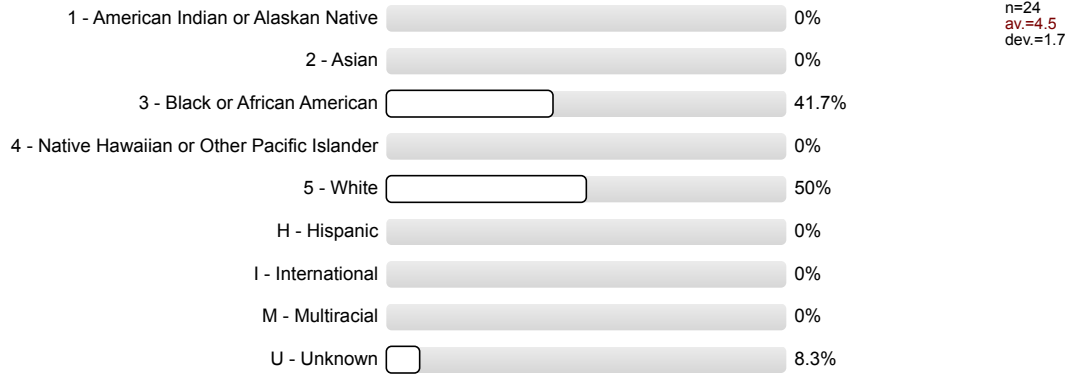 1 - American Indian or Alaskan Native 0%
2 - Asian 0%
3 - Black or African American 41.7%
4 - Native Hawaiian or Other Pacific Islander 0%
5 - White 50%
H - Hispanic 0%
I - International 0%
M - Multiracial 0%
U - Unknown 8.3%
n=24
av.=4.5
dev.=1.7